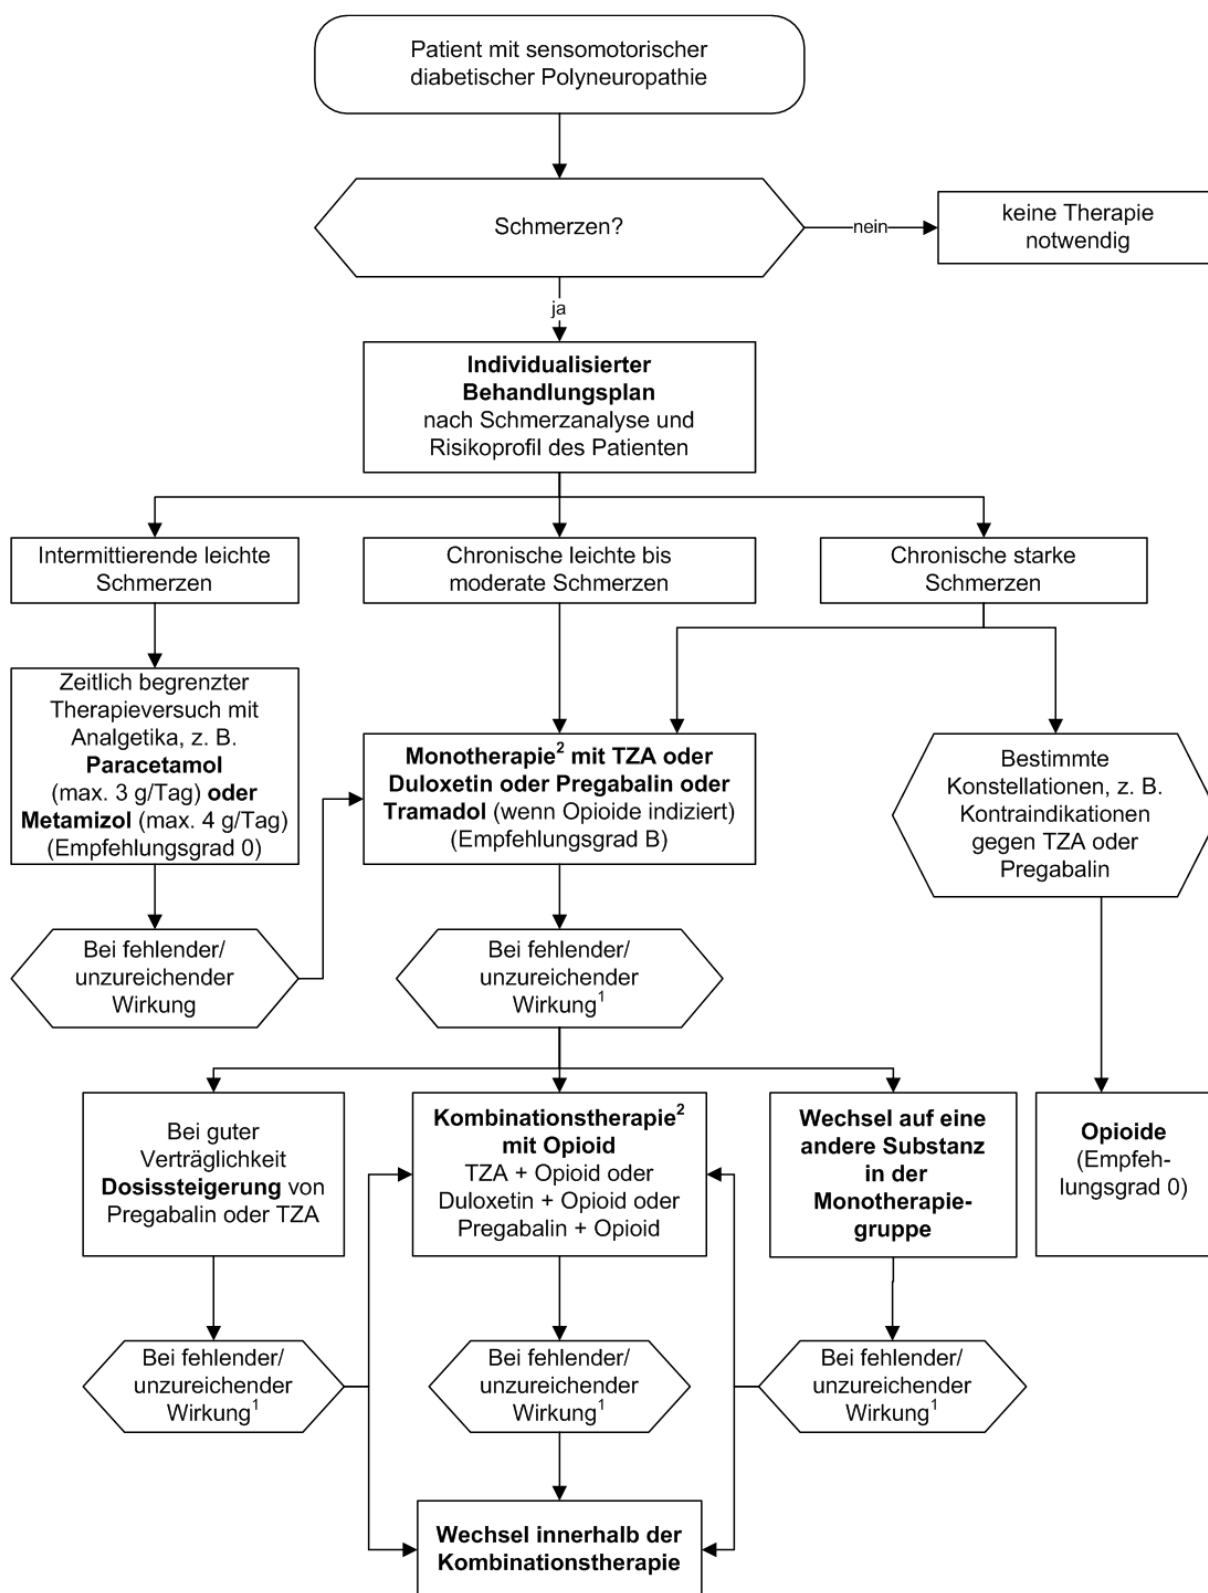 Patient mit sensomotorischer
diabetischer Polyneuropathie
Schmerzen?
nein
keine Therapie
notwendig
ja
Individualisierter
Behandlungsplan
nach Schmerzanalyse und
Risikoprofil des Patienten
Intermittierende leichte
Schmerzen
Chronische leichte bis
moderate Schmerzen
Chronische starke
Schmerzen
Zeitlich begrenzter
Therapieversuch mit
Analgetika, z. B.
Paracetamol
(max. 3 g/Tag) oder
Metamizol (max. 4 g/Tag)
(Empfehlungsgrad 0)
Monotherapie² mit TZA oder
Duloxetin oder Pregabalin oder
Tramadol (wenn Opioide indiziert)
(Empfehlungsgrad B)
Bestimmte
Konstellationen, z. B.
Kontraindikationen
gegen TZA oder
Pregabalin
Bei fehlender/
unzureichender
Wirkung
Bei fehlender/
unzureichender
Wirkung¹
Bei guter
Verträglichkeit
Dosissteigerung von
Pregabalin oder TZA
Kombinationstherapie²
mit Opioid
TZA + Opioid oder
Duloxetin + Opioid oder
Pregabalin + Opioid
Wechsel auf eine
andere Substanz
in der
Monotherapie-
gruppe
Opioide
(Empfeh-
lungsgrad 0)
Bei fehlender/
unzureichender
Wirkung¹
Bei fehlender/
unzureichender
Wirkung¹
Bei fehlender/
unzureichender
Wirkung¹
Wechsel innerhalb der
Kombinationstherapie